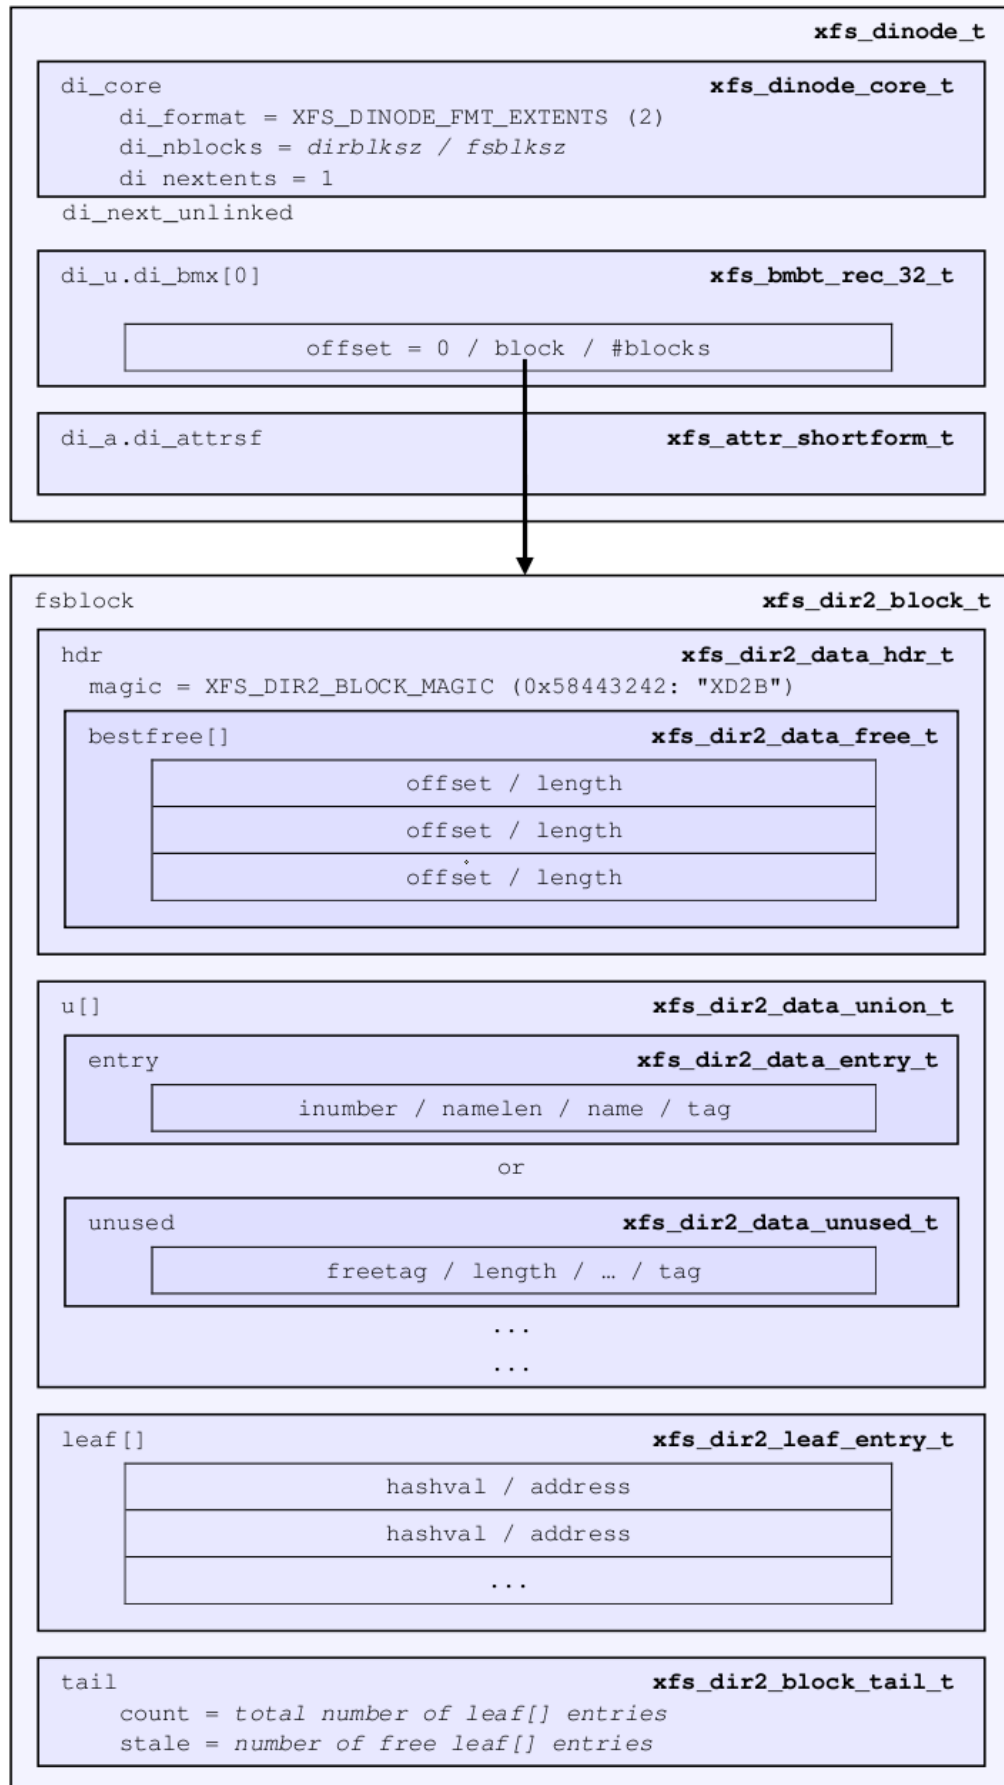 xfs_dinode_t
di_core xfs_dinode_core_t
di_format = XFS_DINODE_FMT_EXTENTS (2)
di_nblocks = dirblksz / fsblksz
di nextents = 1
di_next_unlinked
di_u.di_bmx[0] xfs_bmbt_rec_32_t
offset = 0 / block / #blocks
di_a.di_attrsf xfs_attr_shortform_t
fsblock xfs_dir2_block_t
hdr xfs_dir2_data_hdr_t
magic = XFS_DIR2_BLOCK_MAGIC (0x58443242: "XD2B")
bestfree[] xfs_dir2_data_free_t
offset / length
offset / length
offset / length
u[] xfs_dir2_data_union_t
entry xfs_dir2_data_entry_t
inumber / namelen / name / tag
or
unused xfs_dir2_data_unused_t
freetag / length / … / tag
...
...
leaf[] xfs_dir2_leaf_entry_t
hashval / address
hashval / address
...
tail xfs_dir2_block_tail_t
count = total number of leaf[] entries
stale = number of free leaf[] entries